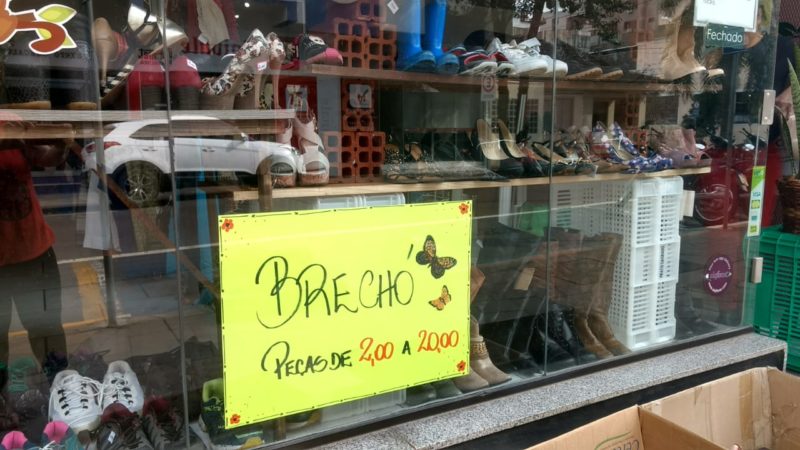 Fechado
BRECHÓ
PEÇAS DE 2,00 A 20,00